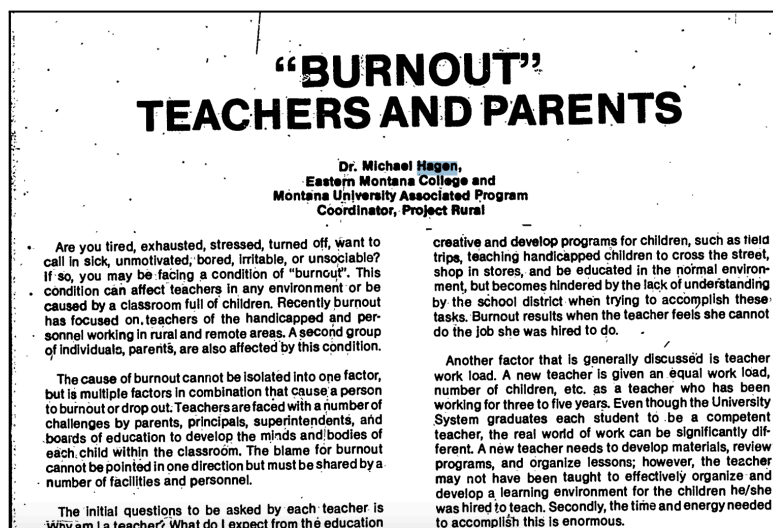 “BURNOUT”
TEACHERS AND PARENTS
Dr. Michael Hagen,
Eastern Montana College and
Montana University Associated Program
Coordinator, Project Rural
Are you tired, exhausted, stressed, turned off, want to
call in sick, unmotivated, bored, irritable, or unsociable?
If so, you may be facing a condition of "burnout". This
condition can affect teachers in any environment or be
caused by a classroom full of children. Recently burnout
has focused on teachers of the handicapped and per-
sonnel working in rural and remote areas. A second group
of individuals, parents, are also affected by this condition.
The cause of burnout cannot be isolated into one factor,
but is multiple factors in combination that cause a person
to burnout or drop out. Teachers are faced with a number of
challenges by parents, principals, superintendents, and
boards of education to develop the minds and bodies of
each child within the classroom. The blame for burnout
cannot be pointed in one direction but must be shared by a
number of facilities and personnel.
The initial questions to be asked by each teacher is
Why am I a teacher? What do I expect from the education
creative and develop programs for children, such as field
trips, teaching handicapped children to cross the street,
shop in stores, and be educated in the normal environ-
ment, but becomes hindered by the lack of understanding
by the school district when trying to accomplish these
tasks. Burnout results when the teacher feels she cannot
do the job she was hired to do.
Another factor that is generally discussed is teacher
work load. A new teacher is given an equal work load,
number of children, etc. as a teacher who has been
working for three to five years. Even though the University
System graduates each student to be a competent
teacher, the real world of work can be significantly dif-
ferent. A new teacher needs to develop materials, review
programs, and organize lessons; however, the teacher
may not have been taught to effectively organize and
develop a learning environment for the children he/she
was hired to teach. Secondly, the time and energy needed
to accomplish this is enormous.